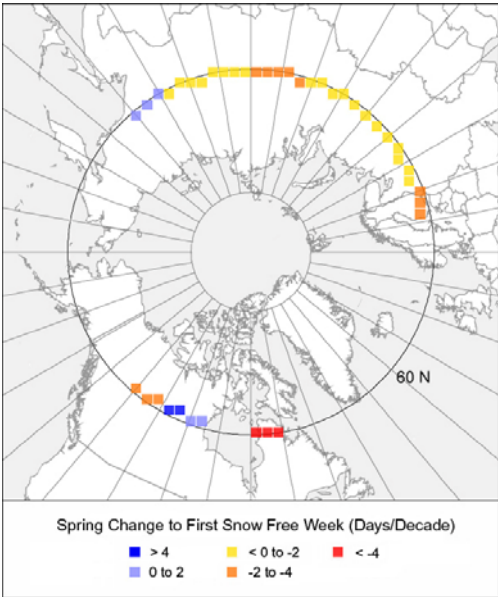 60 N
Spring Change to First Snow Free Week (Days/Decade)
> 4 < 0 to -2 < -4
0 to 2 -2 to -4